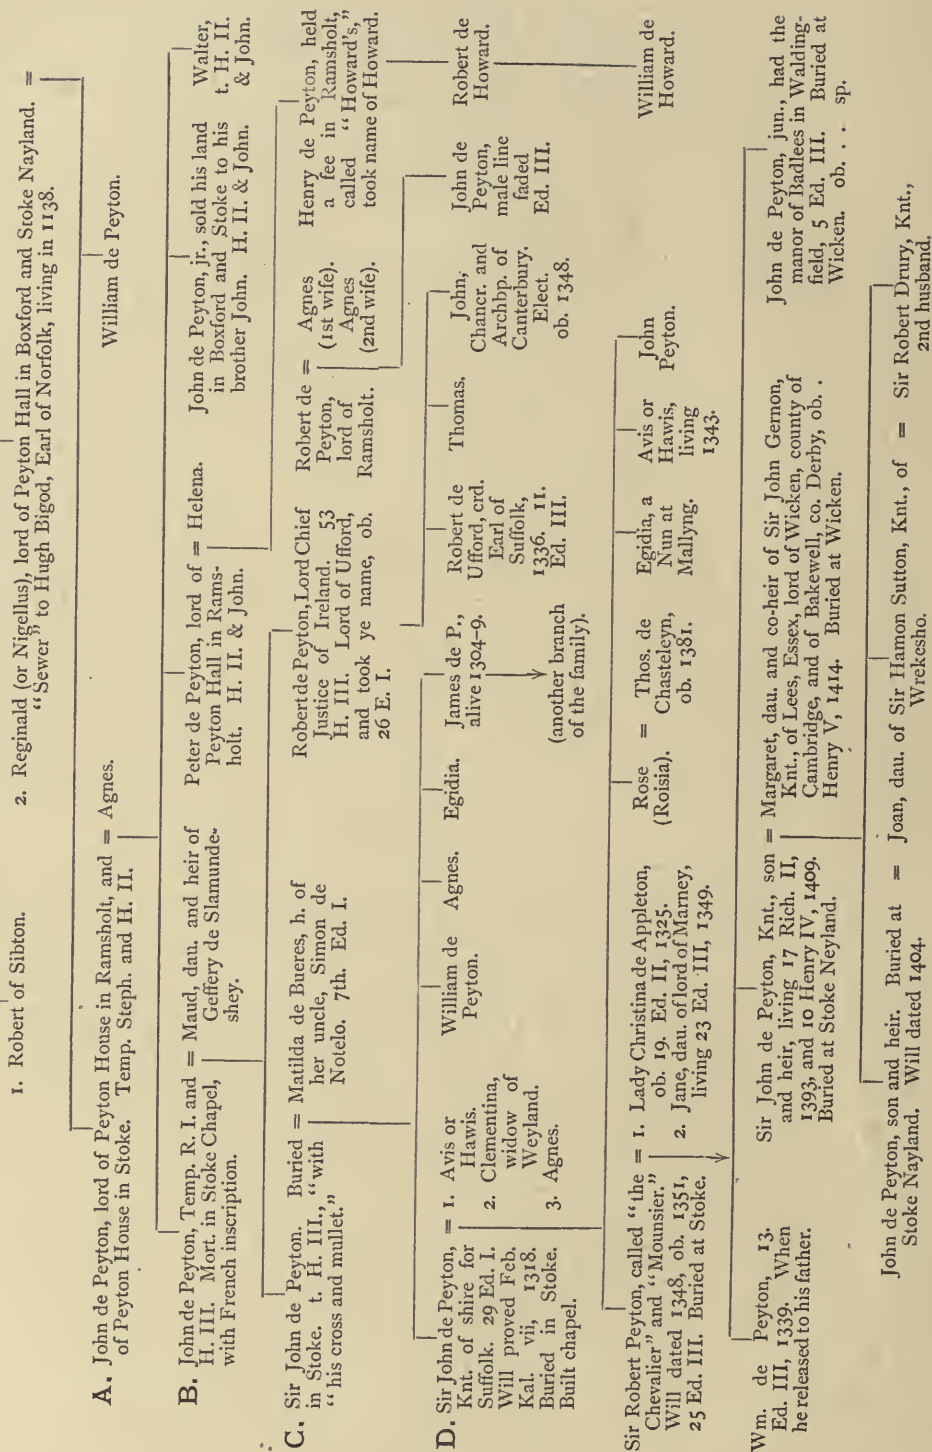 1. Robert of Sibton.
2. Reginald (or Nigellus), lord of Peyton Hall in Boxford and Stoke Nayland. =
"Sewer" to Hugh Bigod, Earl of Norfolk, living in 1138.
A. John de Peyton, lord of Peyton House in Ramsholt, and = Agnes.
of Peyton House in Stoke. Temp. Steph. and H. II.
William de Peyton.
B. John de Peyton, Temp. R. I. and = Maud, dau. and heir of
H. III. Mort. in Stoke Chapel,
with French inscription.
Geffery de Slamunde-
shey.
Peter de Peyton, lord of = Helena.
Peyton Hall in Rams-
holt. H. II. & John.
John de Peyton, jr., sold his land
in Boxford and Stoke to his
brother John. H. II. & John.
Walter,
t. H. II.
& John.
C. Sir John de Peyton. Buried = Matilda de Bueres, h. of
in Stoke. t. H. III., "with
"his cross and mullet."
her uncle, Simon de
Notelo. 7th. Ed. I.
Robert de Peyton, Lord Chief
Justice of Ireland. 53
H. III. Lord of Ufford,
and took ye name, ob.
26 E. I.
Robert de = Agnes
Peyton,
lord of
Ramsholt.
(1st wife).
Agnes
(2nd wife).
Henry de Peyton, held
a fee in Ramsholt,
called "Howard's,"
took name of Howard.
D. Sir John de Peyton, = 1. Avis or
Knt. of shire for
Suffolk. 29 Ed. I.
Will proved Feb.
Kal. vii, 1318.
Buried in Stoke.
Built chapel.
Hawis.
2. Clementina,
widow of
Weyland.
3. Agnes.
William de
Peyton.
Agnes.
Egidia.
James de P.,
alive 1304-9.
(another branch
of the family).
Robert de
Ufford, crd.
Earl of
Suffolk,
1336. 11.
Ed. III.
Thomas.
John,
Chancr. and
Archbp. of
Canterbury.
Elect.
ob. 1348.
John de
Peyton,
male line
faded
Ed. III.
Robert de
Howard.
William de
Howard.
Sir Robert Peyton, called "the = 1. Lady Christina de Appleton,
Chevalier" and "Mounsier."
Will dated 1348, ob. 1351,
25 Ed. III. Buried at Stoke.
ob. 19. Ed. II, 1325.
2. Jane, dau. of lord of Marney,
living 23 Ed. III, 1349.
Rose = Thos. de
(Roisia).
Chasteleyn,
ob. 1381.
Egidia, a
Nun at
Mallyng.
Avis or
Hawis,
living
1343.
John
Peyton.
Wm. de Peyton, 13.
Ed. III, 1339. When
he released to his father.
Sir John de Peyton, Knt., son = Margaret, dau. and co-heir of Sir John Gernon,
and heir, living 17 Rich. II,
1393, and 10 Henry IV, 1409.
Buried at Stoke Neyland.
Knt., of Lees, Essex, lord of Wicken, county of
Cambridge, and of Bakewell, co. Derby, ob. .
Henry V, 1414. Buried at Wicken.
John de Peyton, jun., had the
manor of Badlees in Walding-
field, 5 Ed. III. Buried at
Wicken. ob. . . sp.
John de Peyton, son and heir. Buried at = Joan, dau. of Sir Hamon Sutton, Knt., of = Sir Robert Drury, Knt.,
Stoke Nayland. Will dated 1404.
Wrekesho.
2nd husband.